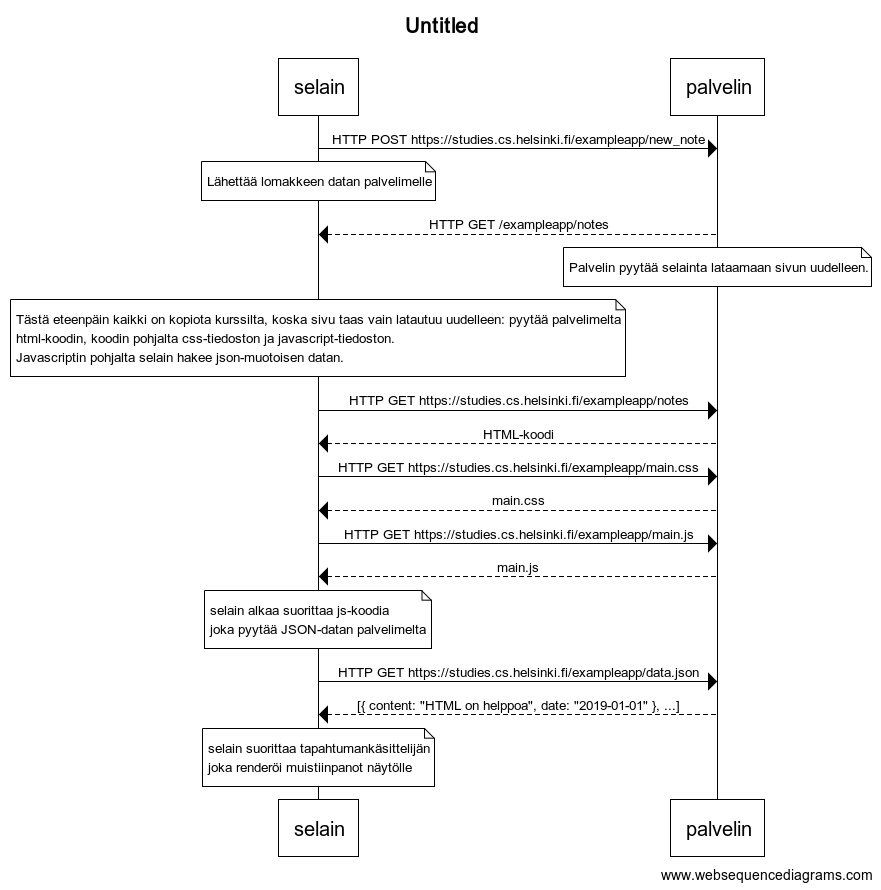 Untitled
selain
palvelin
HTTP POST https://studies.cs.helsinki.fi/exampleapp/new_note
Lähettää lomakkeen datan palvelimelle
HTTP GET /exampleapp/notes
Palvelin pyytää selainta lataamaan sivun uudelleen.
Tästä eteenpäin kaikki on kopiota kurssilta, koska sivu taas vain latautuu uudelleen: pyytää palvelimelta
html-koodin, koodin pohjalta css-tiedoston ja javascript-tiedoston.
Javascriptin pohjalta selain hakee json-muotoisen datan.
HTTP GET https://studies.cs.helsinki.fi/exampleapp/notes
HTML-koodi
HTTP GET https://studies.cs.helsinki.fi/exampleapp/main.css
main.css
HTTP GET https://studies.cs.helsinki.fi/exampleapp/main.js
main.js
selain alkaa suorittaa js-koodia
joka pyytää JSON-datan palvelimelta
HTTP GET https://studies.cs.helsinki.fi/exampleapp/data.json
[{ content: "HTML on helppoa", date: "2019-01-01" }, ...]
selain suorittaa tapahtumankäsittelijän
joka renderöi muistiinpanot näytölle
selain
palvelin
www.websequencediagrams.com